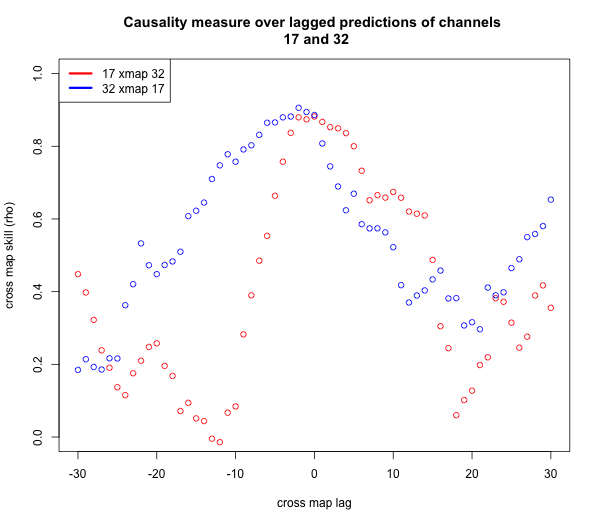 Causality measure over lagged predictions of channels
17 and 32
17 xmap 32
32 xmap 17
cross map skill (rho)
1.0
0.8
0.6
0.4
0.2
0.0
-30 -20 -10 0 10 20 30
cross map lag